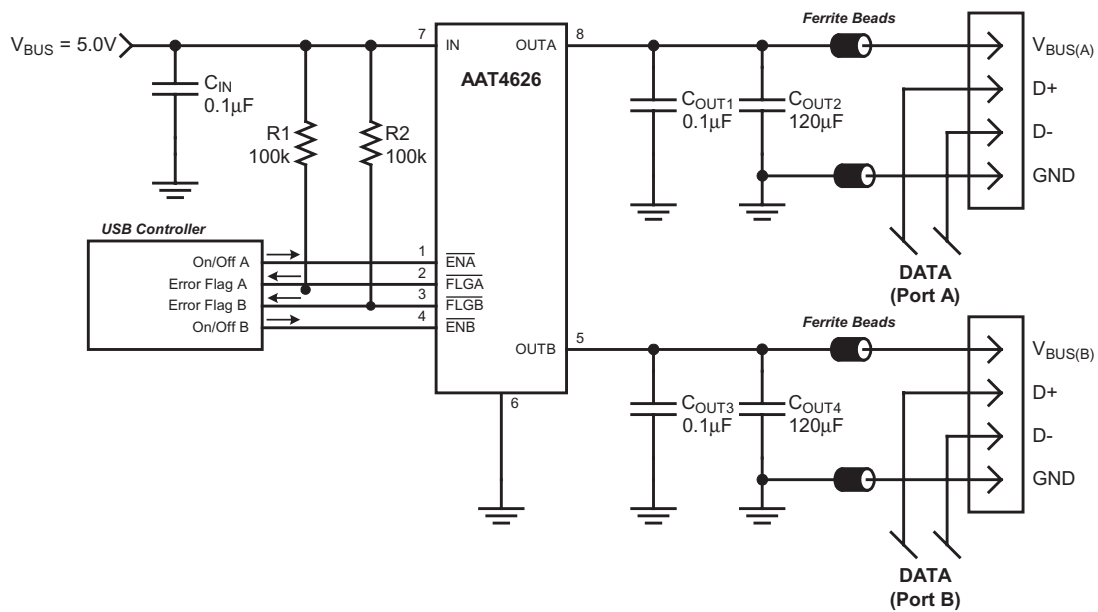 Ferrite Beads
V_BUS = 5.0V
7
IN
OUTA
8
V_BUS(A)
AAT4626
C_IN
0.1μF
C_OUT1
0.1μF
C_OUT2
120μF
D+
R1
100k
R2
100k
D-
GND
USB Controller
On/Off A
1
ENA
Error Flag A
2
FLGA
Error Flag B
3
FLGB
On/Off B
4
ENB
DATA
(Port A)
Ferrite Beads
OUTB
5
V_BUS(B)
6
C_OUT3
0.1μF
C_OUT4
120μF
D+
D-
GND
DATA
(Port B)